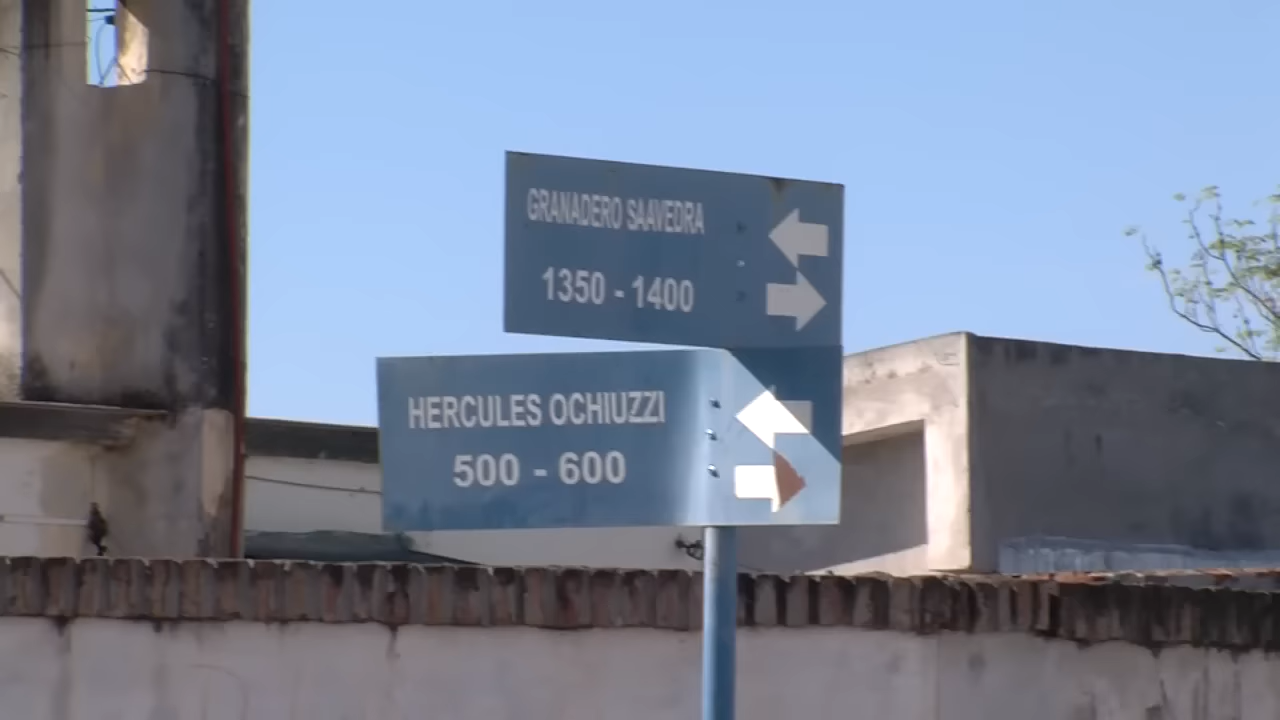 GRANADERO SAAVEDRA
1350 - 1400
HERCULES OCHIUZZI
500 - 600